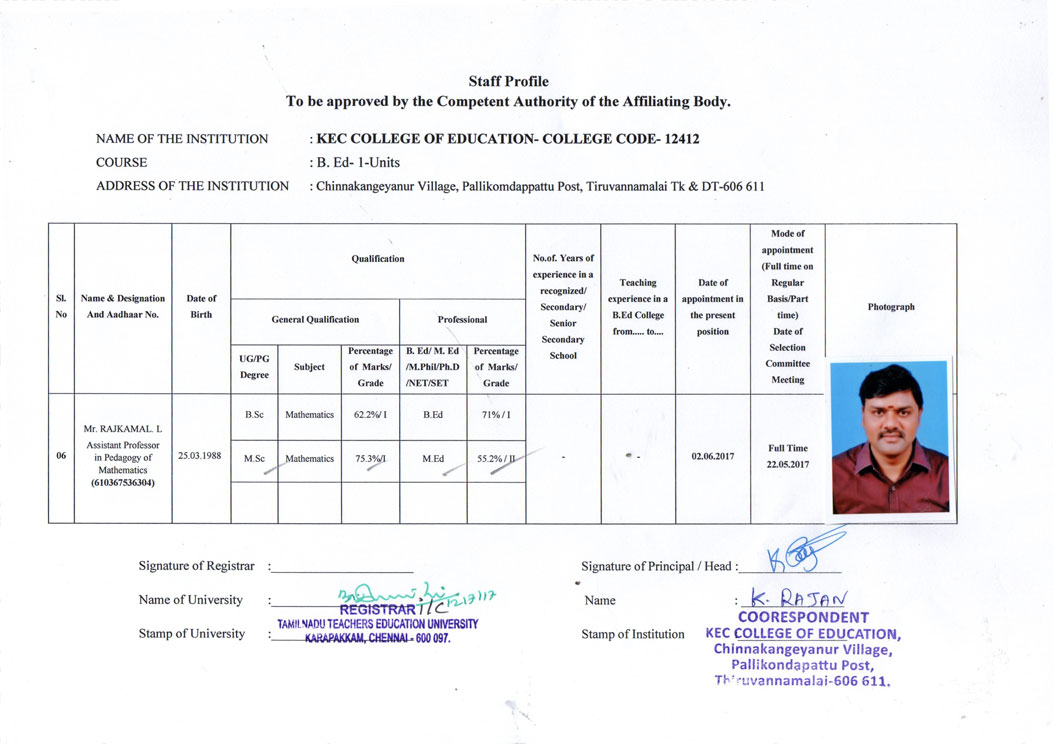 Staff Profile
To be approved by the Competent Authority of the Affiliating Body.
NAME OF THE INSTITUTION : KEC COLLEGE OF EDUCATION- COLLEGE CODE- 12412
COURSE : B. Ed- 1-Units
ADDRESS OF THE INSTITUTION : Chinnakangeyanur Village, Pallikomdappattu Post, Tiruvannamalai Tk & DT-606 611
Sl.
No
Name & Designation
And Aadhaar No.
Date of
Birth
Qualification
General Qualification
Professional
UG/PG
Degree
Subject
Percentage
of Marks/
Grade
B. Ed/ M. Ed
/M.Phil/Ph.D
/NET/SET
Percentage
of Marks/
Grade
No.of. Years of
experience in a
recognized/
Secondary/
Senior
Secondary
School
Teaching
experience in a
B.Ed College
from..... to....
Date of
appointment in
the present
position
Mode of
appointment
(Full time on
Regular
Basis/Part
time)
Date of
Selection
Committee
Meeting
Photograph
06
Mr. RAJKAMAL. L
Assistant Professor
in Pedagogy of
Mathematics
(610367536304)
25.03.1988
B.Sc Mathematics 62.2%/ I B.Ed 71% / I
M.Sc Mathematics 75.3%/I M.Ed 55.2% / II
-
-
02.06.2017
Full Time
22.05.2017
Signature of Registrar :
Name of University :
12/7/17
REGISTRAR I/C
TAMILNADU TEACHERS EDUCATION UNIVERSITY
Stamp of University :
KARAPAKKAM, CHENNAI - 600 097.
Signature of Principal / Head :
Name : K. RAJAN
Stamp of Institution
COORESPONDENT
KEC COLLEGE OF EDUCATION,
Chinnakangeyanur Village,
Pallikondapattu Post,
Thiruvannamalai-606 611.